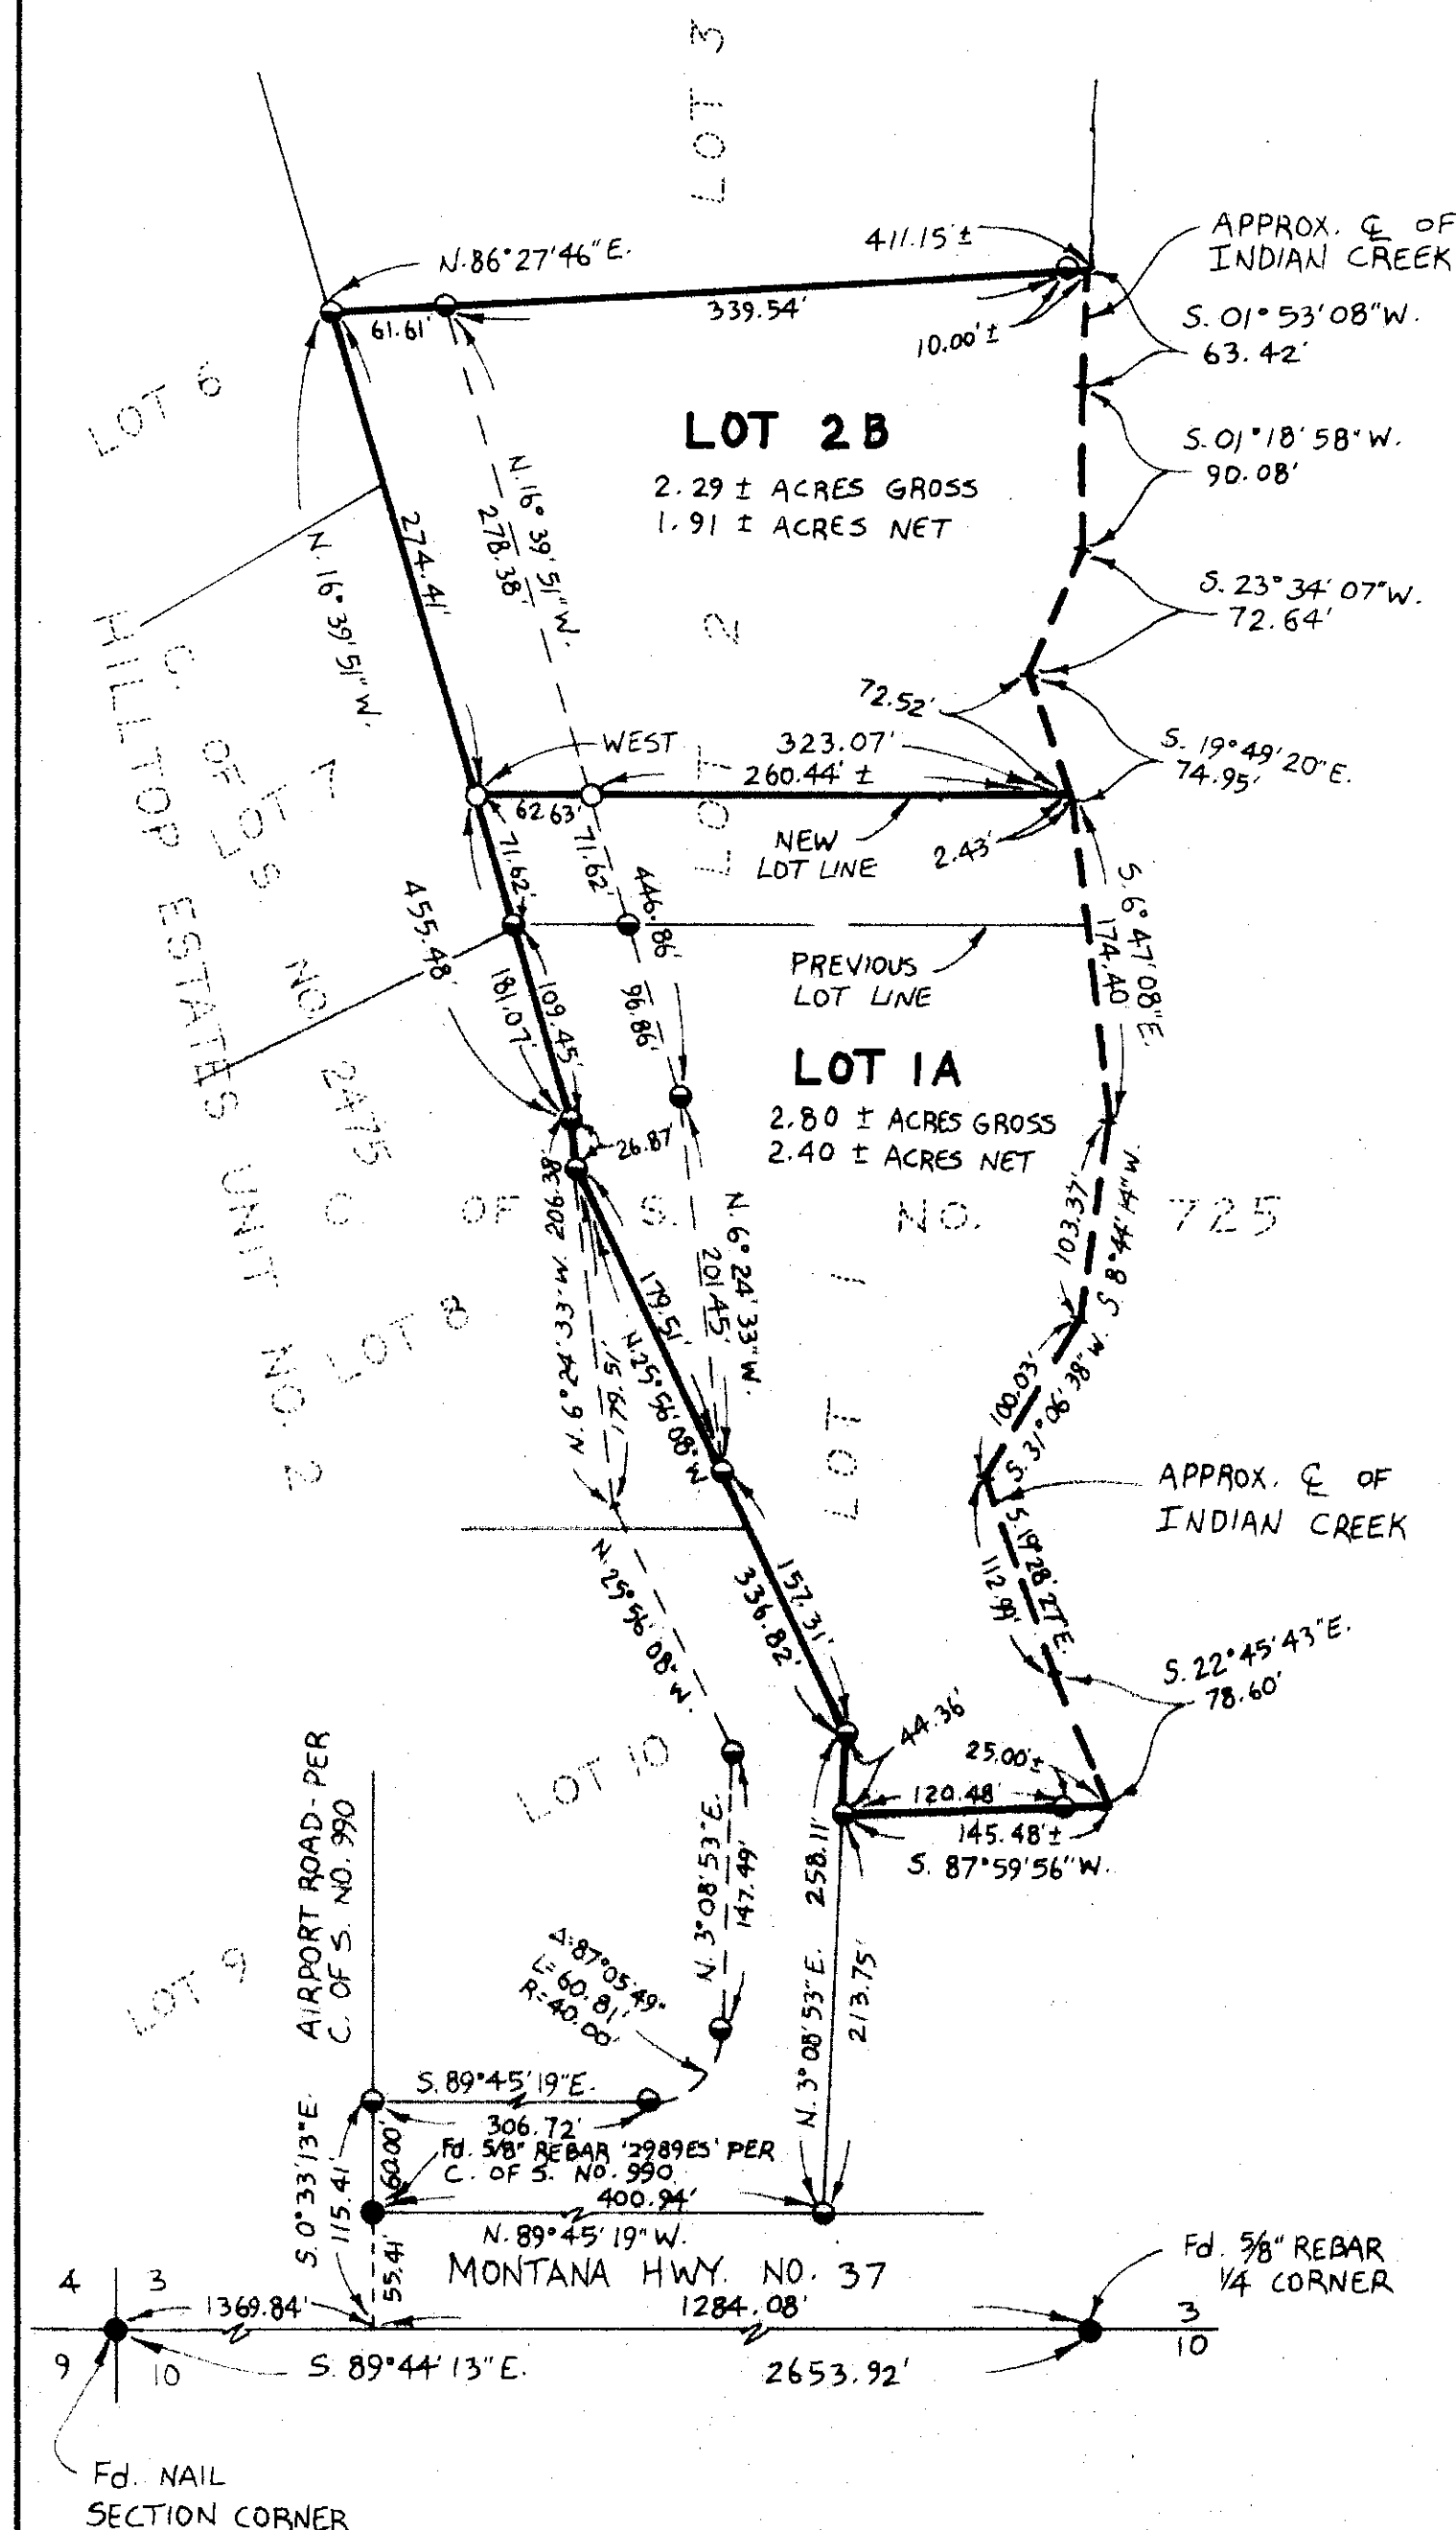 LOT 3
APPROX. ℄ OF
INDIAN CREEK
N. 86°27'46"E.
411.15'±
61.61'
339.54'
10.00'±
S. 01°53'08"W.
63.42'
LOT 6
LOT 2B
2.29 ± ACRES GROSS
1.91 ± ACRES NET
S. 01°18'58"W.
90.08'
N. 16°39'51"W.
278.38'
274.41'
N. 16°39'51"W.
S. 23°34'07"W.
72.64'
LOT 2
72.52'
WEST
323.07'
260.44' ±
S. 19°49'20"E.
74.95'
62.63'
NEW
LOT LINE
2.43'
HILLTOP ESTATES UNIT NO. 2
C. OF S. NO. 2475
LOT 7
LOT 2
71.62'
71.62'
446.86'
455.48'
S. 6°47'08"E.
174.40
PREVIOUS
LOT LINE
181.07'
109.45'
96.86'
LOT 1A
2.80 ± ACRES GROSS
2.40 ± ACRES NET
26.87'
C. OF S. NO. 725
206.38'
N. 6°24'33"W
179.51'
N. 6°24'33"W.
201.45'
103.37'
S. 8°44'14"W.
LOT 8
179.51'
N. 25°56'08"W.
LOT 1
100.03'
S. 31°06'38"W.
APPROX. ℄ OF
INDIAN CREEK
S. 19°28'27"E.
N. 25°56'08"W.
157.31'
336.82'
S. 22°45'43"E.
78.60'
LOT 10
44.36'
25.00'±
120.48'
145.48'±
S. 87°59'56"W.
AIRPORT ROAD - PER
C. OF S. NO. 990
N. 3°08'53"E.
147.49'
258.11'
N. 3°08'53"E.
213.75'
Δ=87°05'49"
L=60.81'
R=40.00'
LOT 9
S. 89°45'19"E.
306.72'
S. 0°33'13"E.
115.41'
60.00'
Fd. 5/8" REBAR '2989ES' PER
C. OF S. NO. 990
400.94'
N. 89°45'19"W.
55.41'
MONTANA HWY. NO. 37
Fd. 5/8" REBAR
1/4 CORNER
4 3
1369.84'
1284.08'
3
9 10
S. 89°44'13"E.
2653.92'
10
Fd. NAIL
SECTION CORNER